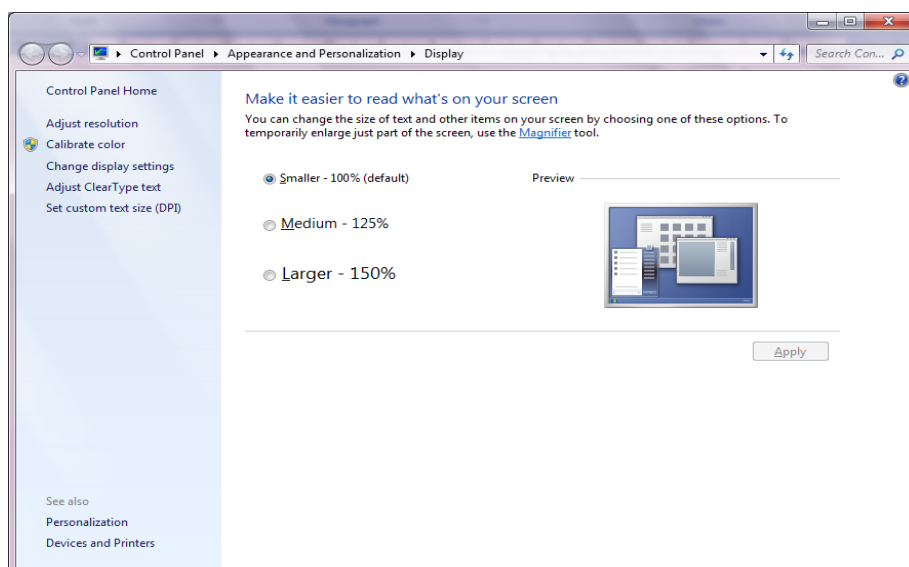 Control Panel Appearance and Personalization Display
Search Con...
Control Panel Home
Adjust resolution
Calibrate color
Change display settings
Adjust ClearType text
Set custom text size (DPI)
See also
Personalization
Devices and Printers
Make it easier to read what's on your screen
You can change the size of text and other items on your screen by choosing one of these options. To
temporarily enlarge just part of the screen, use the Magnifier tool.
Smaller - 100% (default)
Preview
Medium - 125%
Larger - 150%
Apply